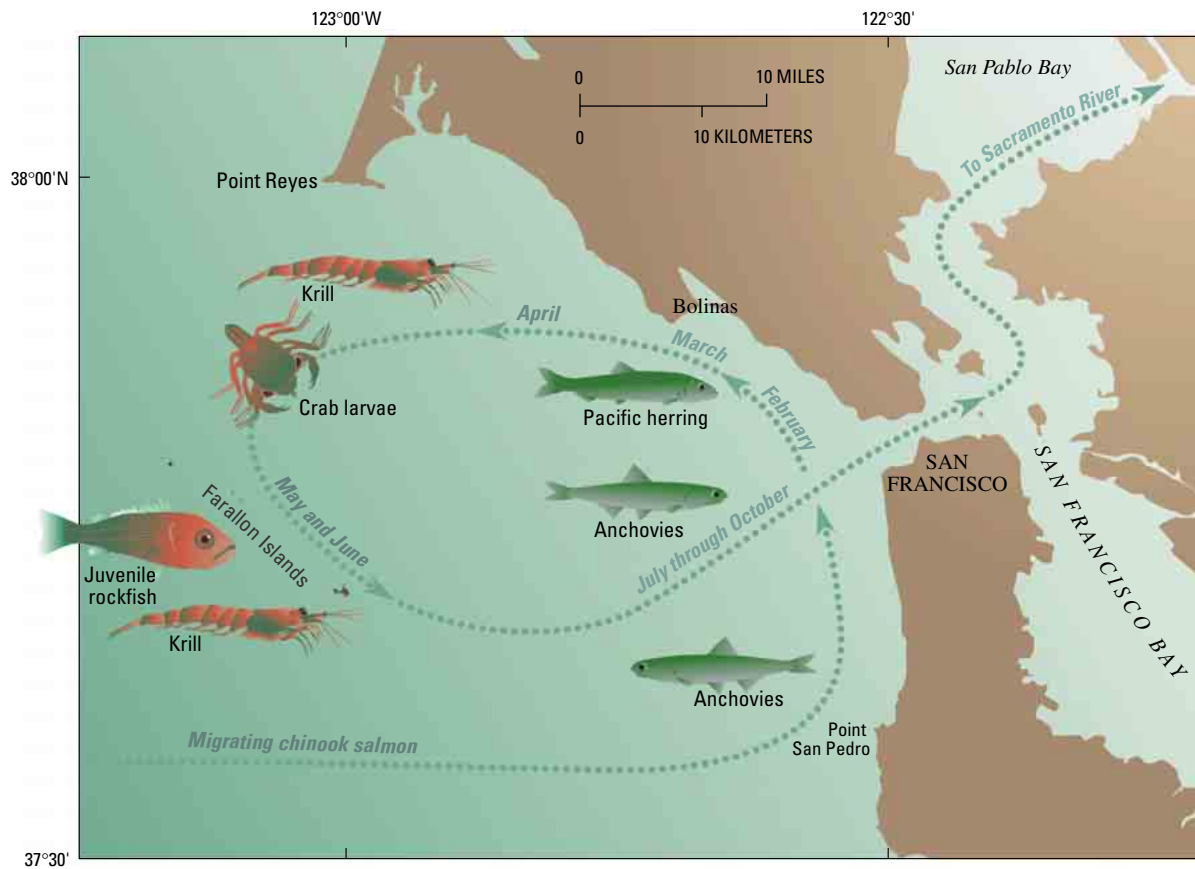 123°00'W
122°30'
San Pablo Bay
0 10 MILES
0 10 KILOMETERS
To Sacramento River
38°00'N
Point Reyes
Krill
Bolinas
April
March
February
Crab larvae
Pacific herring
SAN
FRANCISCO
SAN FRANCISCO BAY
Anchovies
May and June
Farallon Islands
July through October
Juvenile
rockfish
Krill
Anchovies
Migrating chinook salmon
Point
San Pedro
37°30'